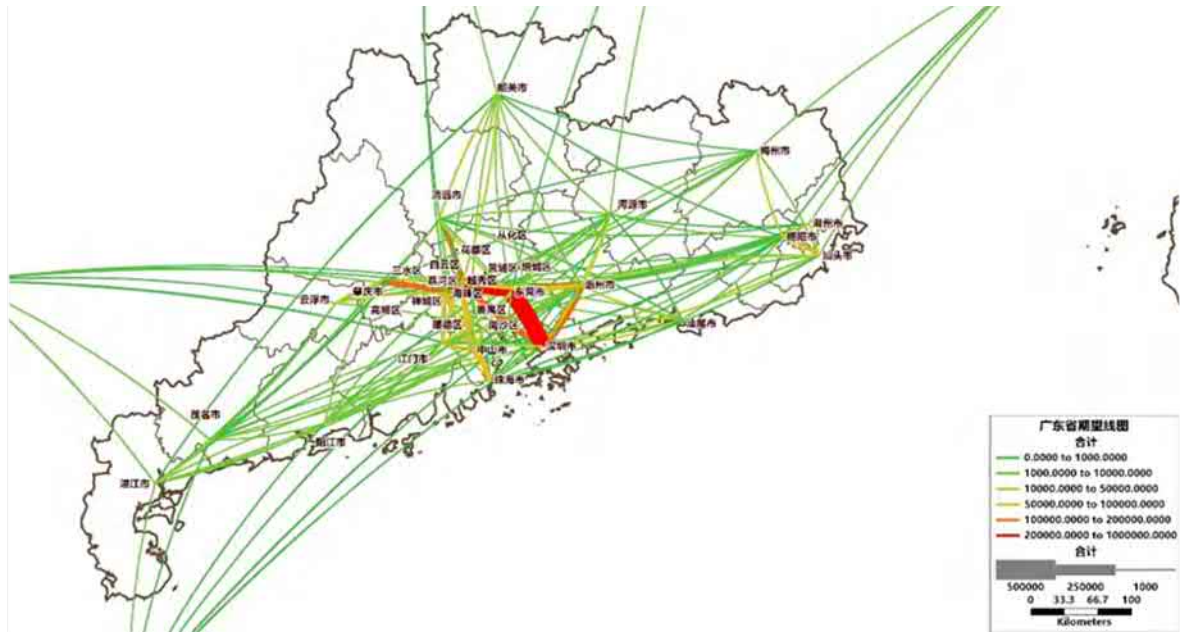 韶关市
梅州市
清远市
河源市
潮州市
从化区
揭阳市
花都区
汕头市
白云区
黄埔区
增城区
三水区
荔湾区
越秀区
惠州市
肇庆市
海珠区
东莞市
云浮市
禅城区
高明区
番禺区
南沙区
汕尾市
顺德区
深圳市
中山市
江门市
珠海市
茂名市
阳江市
湛江市
广东省期望线图
合计
0.0000 to 1000.0000
1000.0000 to 10000.0000
10000.0000 to 50000.0000
50000.0000 to 100000.0000
100000.0000 to 200000.0000
200000.0000 to 1000000.0000
合计
500000 250000 1000
0 33.3 66.7 100
Kilometers